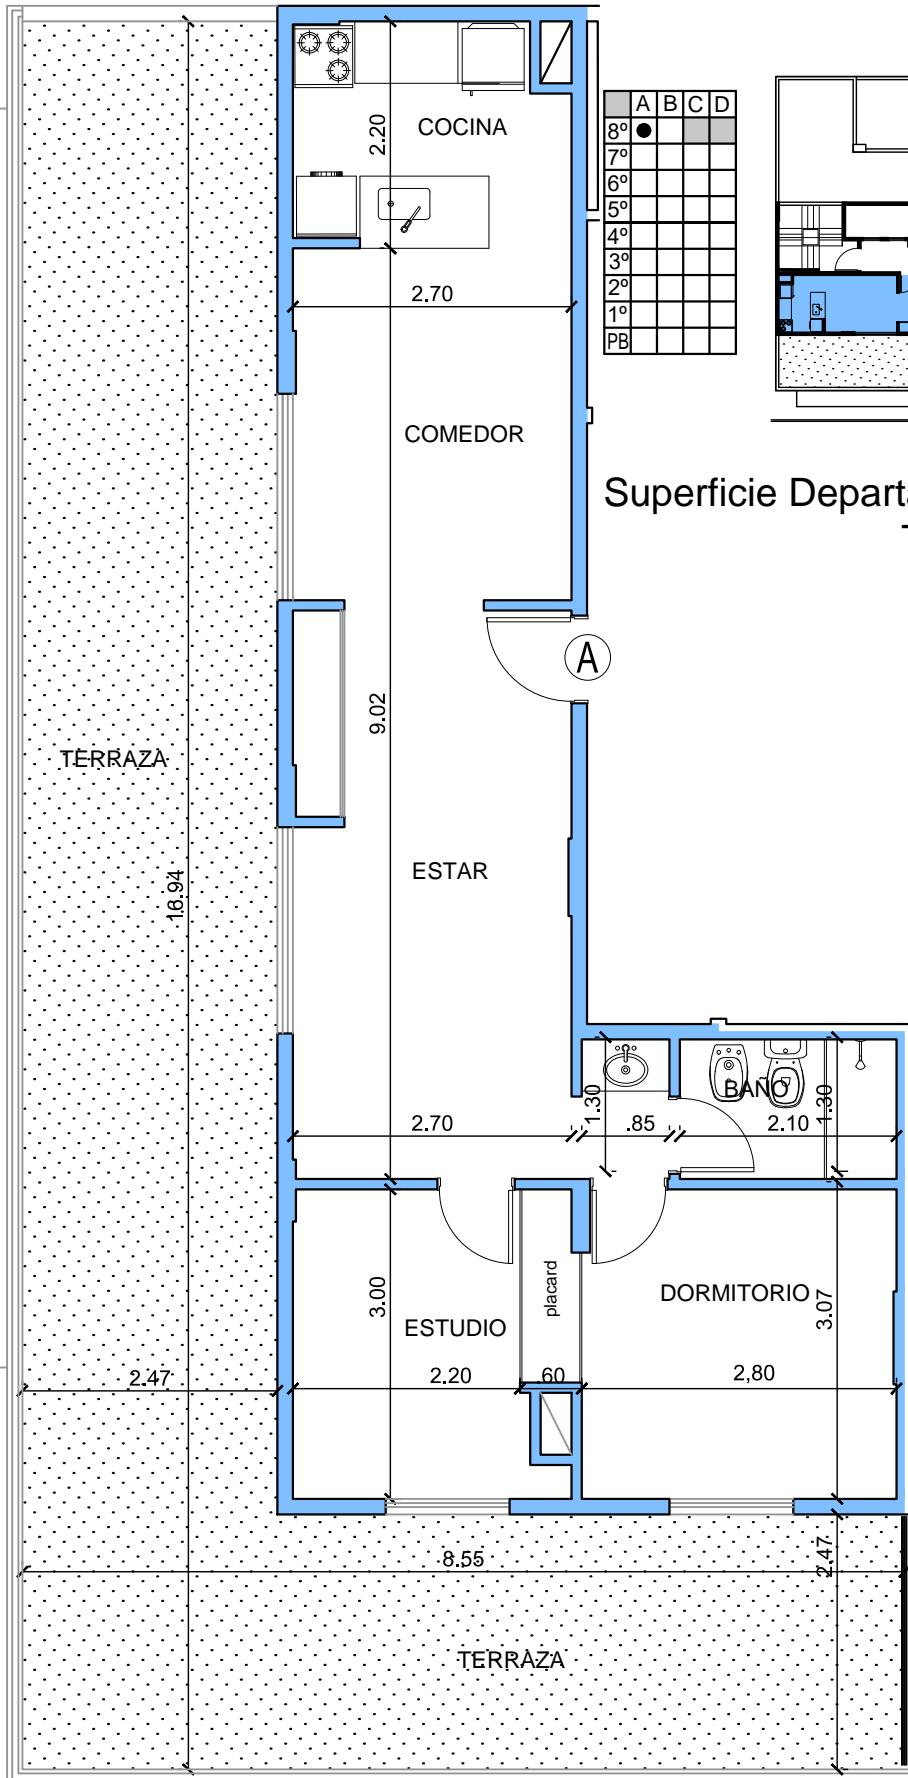 COCINA
2.20
A B C D
8º
7º
6º
5º
4º
3º
2º
1º
PB
2.70
COMEDOR
Superficie Depart
A
9.02
TERRAZA
ESTAR
16.94
BAÑO
1.30
1.30
2.70
.85
2.10
placard
DORMITORIO
3.00
3.07
ESTUDIO
2.47
2.20
.60
2,80
8.55
2.47
TERRAZA